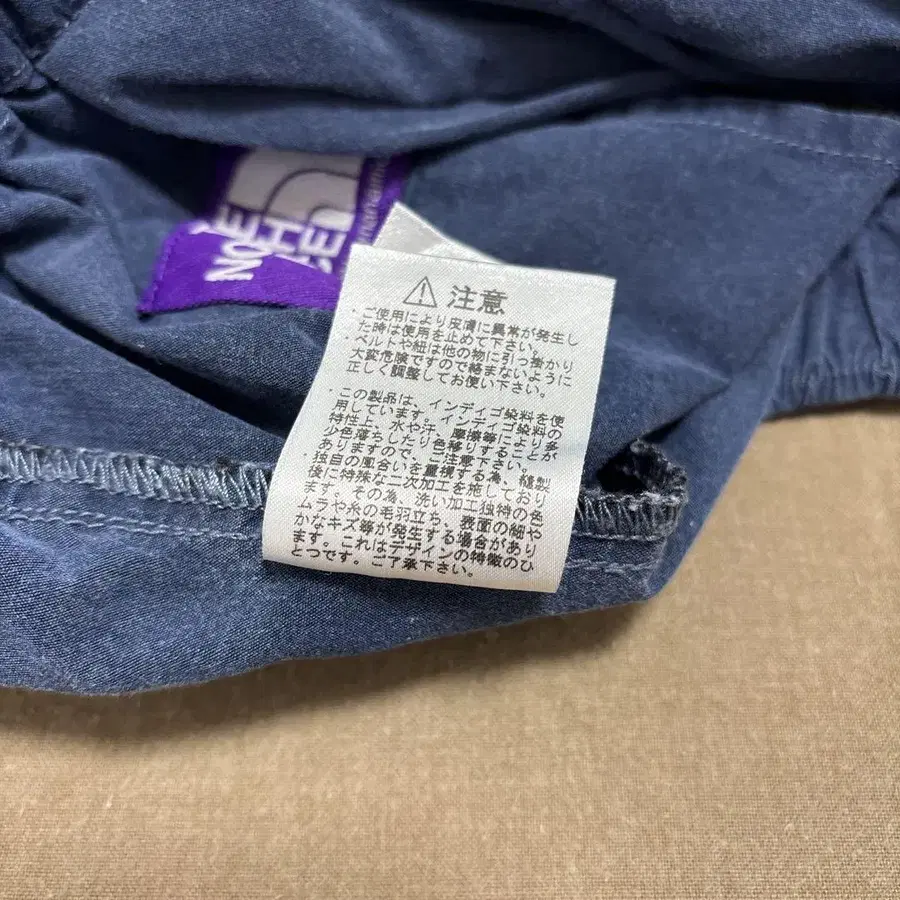 THE
NORTH
FACE
⚠ 注意
・ご使用により皮膚に異常が発生し
た時は使用を止めて下さい。
・ベルトや紐は他の物に引っ掛かり
大変危険ですので絡まないように
正しく調整してお使い下さい。
・この製品は、インディゴ染料を使
用しています。インディゴ染料の
特性上、水や汗、摩擦等により多
少色落ちしたり色移りすることが
ありますので、ご注意下さい。
・独自の風合いを重視する為、縫製
後に特殊な二次加工を施しており
ます。その為、洗い加工独特の色
ムラや糸の毛羽立ち、表面の細や
かなキズ等が発生する場合があり
ます。これはデザインの特徴のひ
とつです。ご了承下さい。